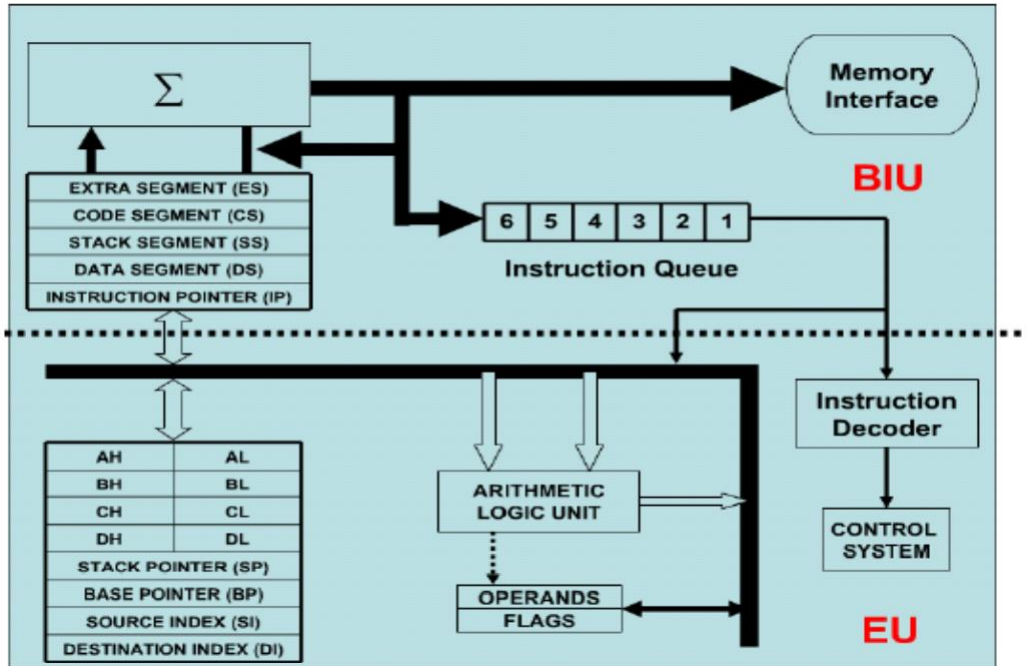 Σ
Memory
Interface
BIU
EXTRA SEGMENT (ES)
CODE SEGMENT (CS)
STACK SEGMENT (SS)
DATA SEGMENT (DS)
INSTRUCTION POINTER (IP)
6 5 4 3 2 1
Instruction Queue
Instruction
Decoder
AH AL
BH BL
CH CL
DH DL
STACK POINTER (SP)
BASE POINTER (BP)
SOURCE INDEX (SI)
DESTINATION INDEX (DI)
ARITHMETIC
LOGIC UNIT
OPERANDS
FLAGS
CONTROL
SYSTEM
EU